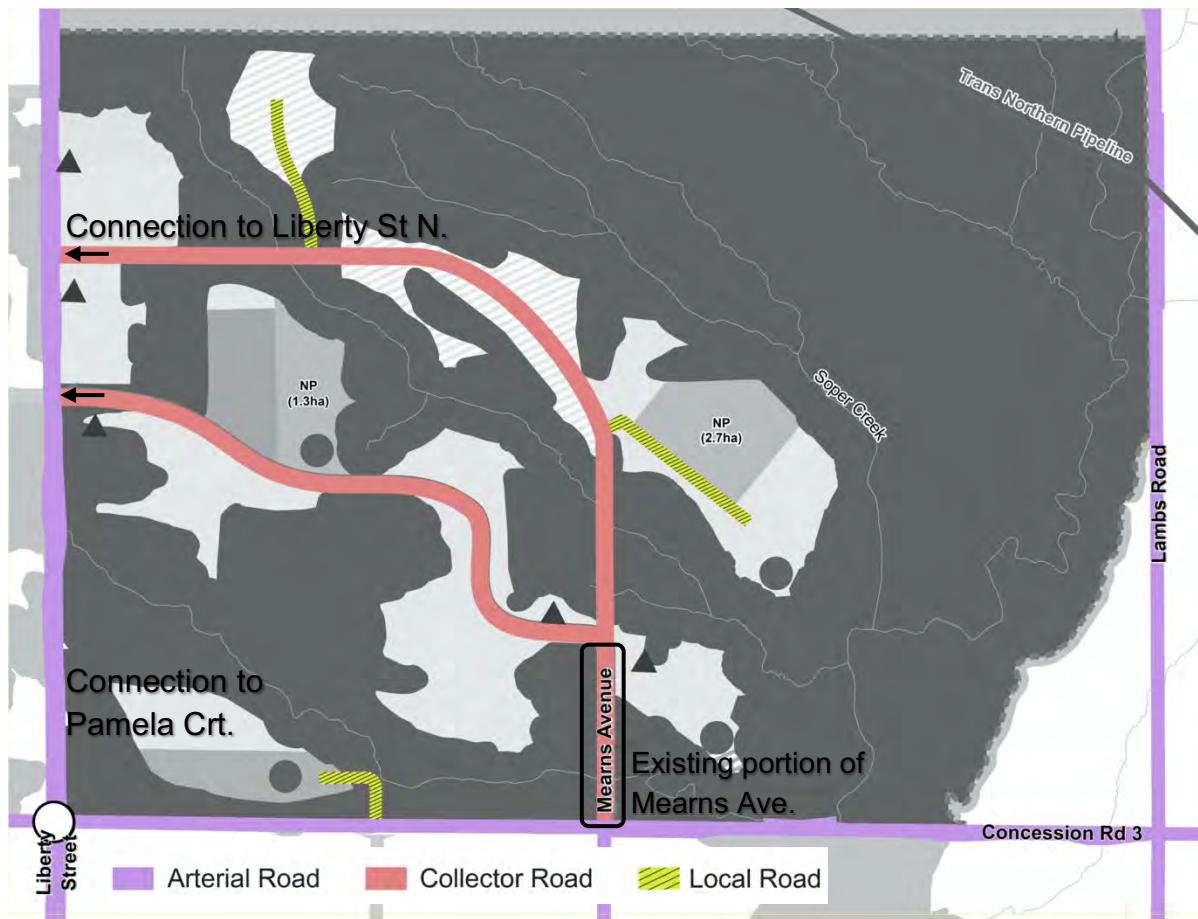 Trans Northern Pipeline
Connection to Liberty St N.
NP
(1.3ha)
NP
(2.7ha)
Soper Creek
Lambs Road
Connection to
Pamela Crt.
Mearns Avenue
Existing portion of
Mearns Ave.
Concession Rd 3
Liberty
Street
Arterial Road
Collector Road
Local Road